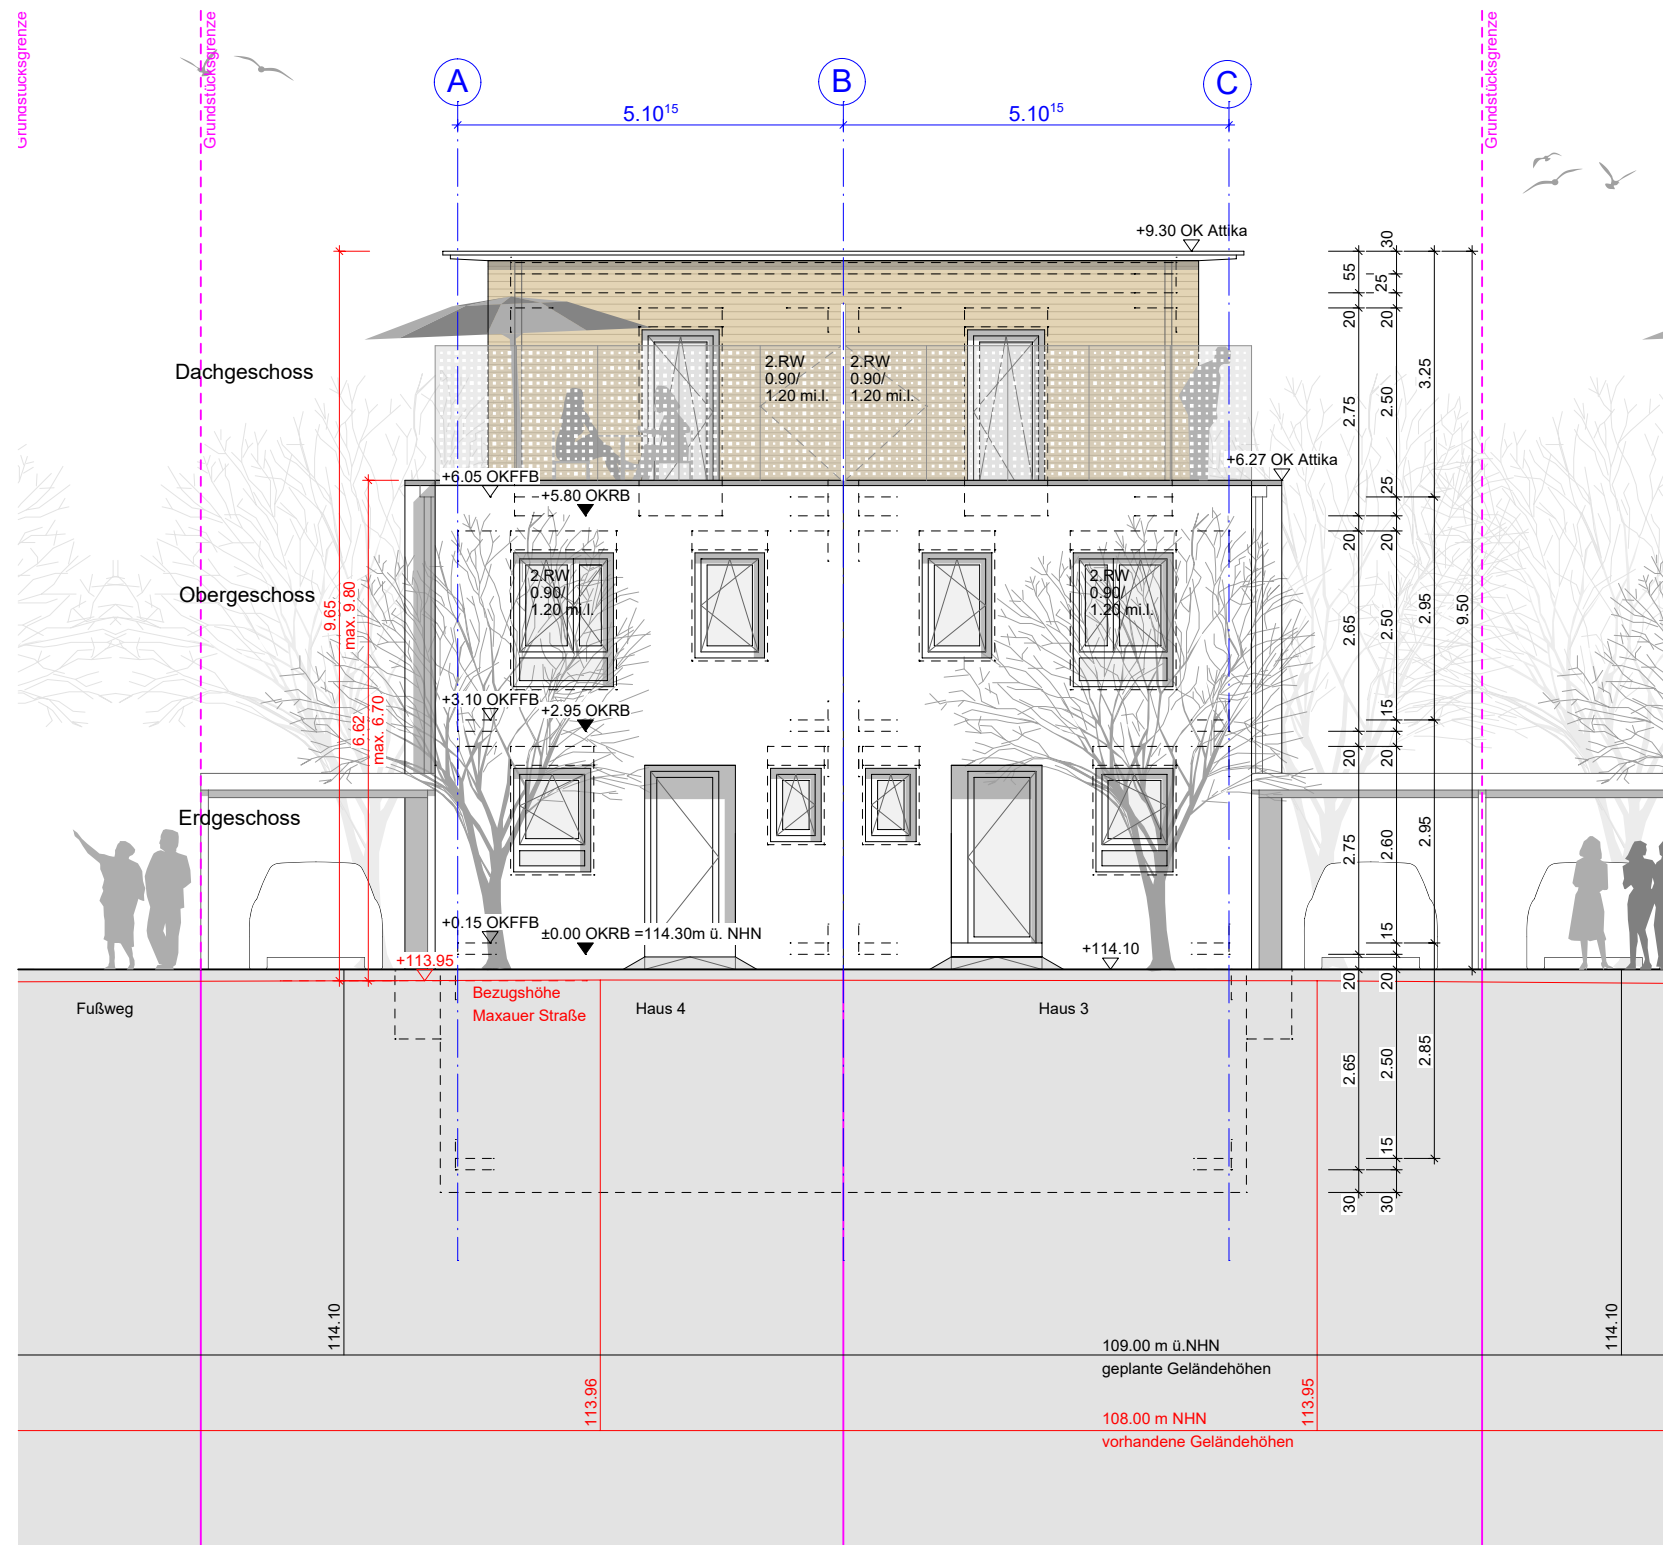 Grundstücksgrenze
Grundstücksgrenze
Grundstücksgrenze
A
B
C
5.10¹⁵
5.10¹⁵
+9.30 OK Attika
30
55
25
20
20
3.25
Dachgeschoss
2.RW
0.90/
1.20 mi.l.
2.RW
0.90/
1.20 mi.l.
2.75
2.50
+6.27 OK Attika
+6.05 OKFFB
+5.80 OKRB
25
20
20
Obergeschoss
9.65
max. 9.80
2.RW
0.90/
1.20 mi.l.
2.RW
0.90/
1.20 mi.l.
2.65
2.50
2.95
9.50
6.62
max. 6.70
+3.10 OKFFB
+2.95 OKRB
15
20
20
Erdgeschoss
2.75
2.60
2.95
+0.15 OKFFB
±0.00 OKRB =114.30m ü. NHN
+114.10
15
+113.95
Bezugshöhe
Maxauer Straße
20
20
Fußweg
Haus 4
Haus 3
2.65
2.50
2.85
15
30
30
114.10
114.10
109.00 m ü.NHN
geplante Geländehöhen
113.96
113.95
108.00 m NHN
vorhandene Geländehöhen